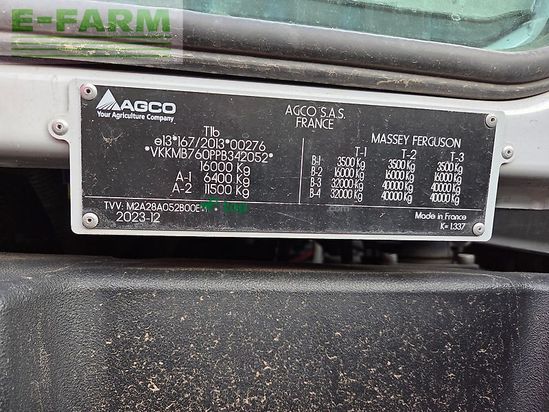 E-FARM
AGCO
Your Agriculture Company
AGCO S.A.S.
FRANCE
T1b
e13*167/2013*00276
*VKKMB760PPB342052*
16000 Kg
A-1 6400 Kg
A-2 11500 Kg
TVV: M2A28A052B00E
2023-12
MASSEY FERGUSON
T-1 T-2 T-3
B-1 3500 Kg 3500 Kg 3500 Kg
B-2 16000 Kg 16000 Kg 16000 Kg
B-3 32000 Kg 40000 Kg 40000 Kg
B-4 32000 Kg 40000 Kg 40000 Kg
Made in France
K= 1.337